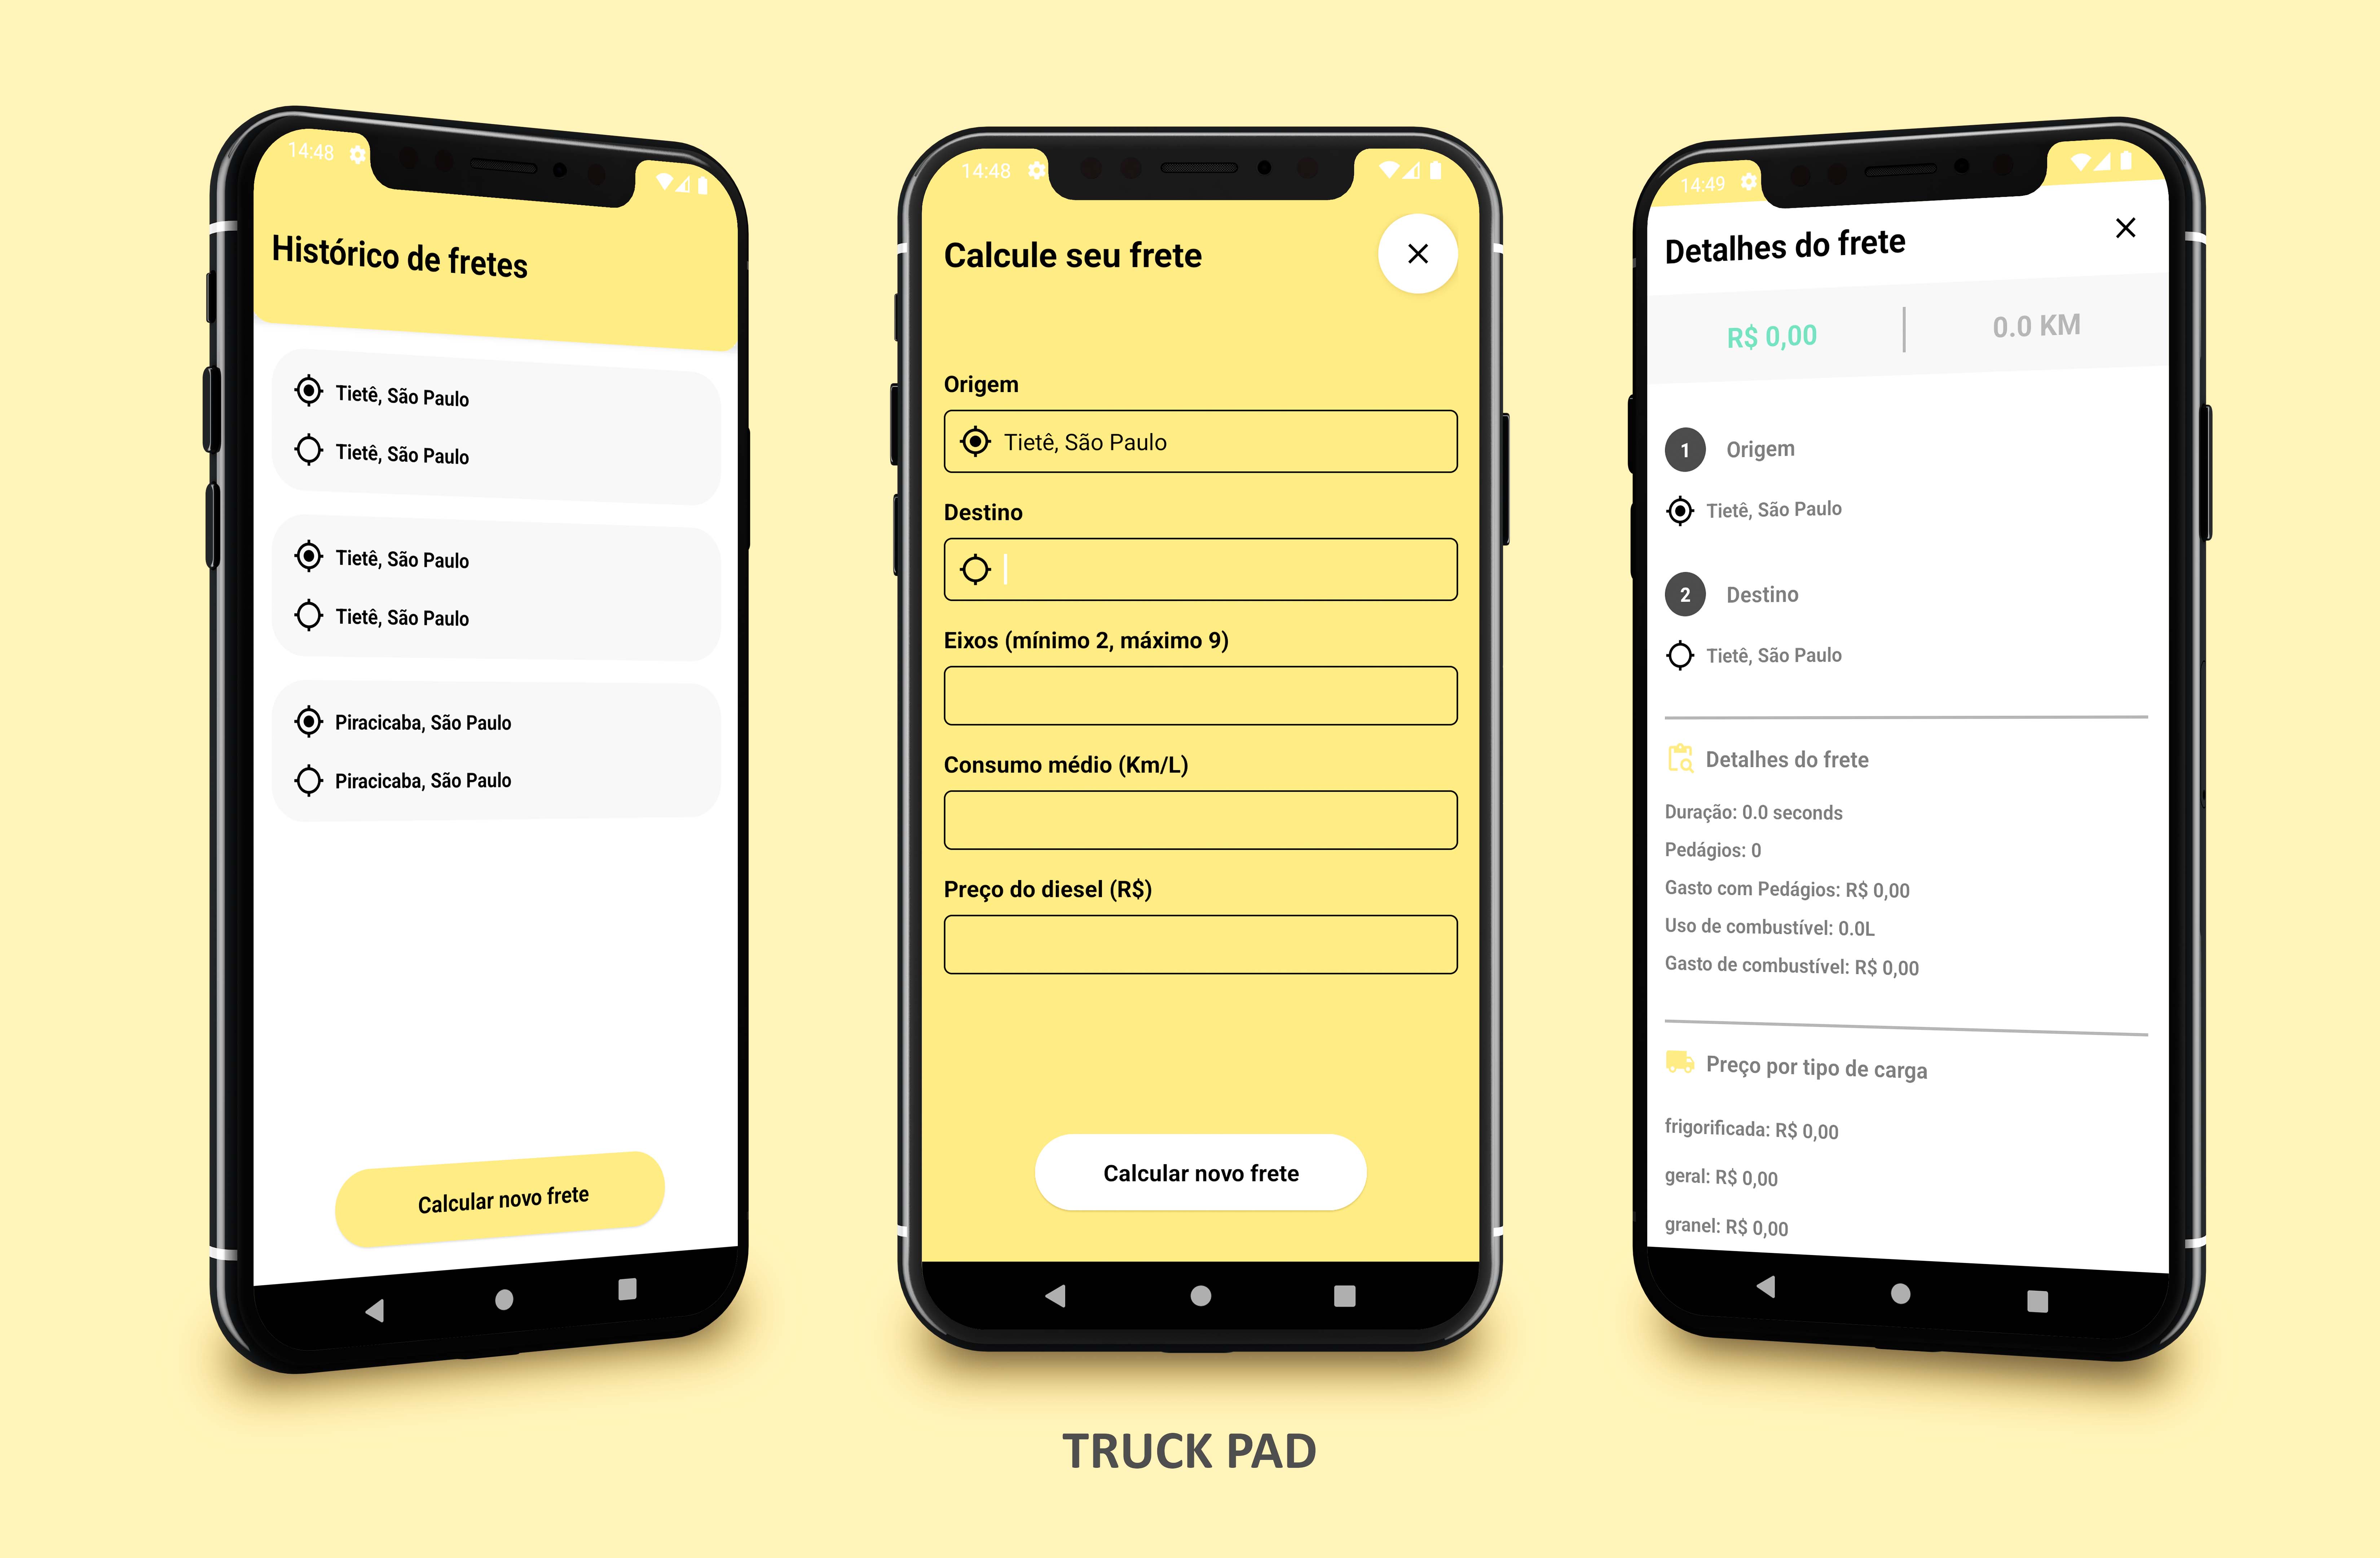 14:48
Histórico de fretes
Tietê, São Paulo
Tietê, São Paulo
Tietê, São Paulo
Tietê, São Paulo
Piracicaba, São Paulo
Piracicaba, São Paulo
Calcular novo frete
14:48
Calcule seu frete
Origem
Tietê, São Paulo
Destino
Eixos (mínimo 2, máximo 9)
Consumo médio (Km/L)
Preço do diesel (R$)
Calcular novo frete
14:49
Detalhes do frete
R$ 0,00 0.0 KM
1 Origem
Tietê, São Paulo
2 Destino
Tietê, São Paulo
Detalhes do frete
Duração: 0.0 seconds
Pedágios: 0
Gasto com Pedágios: R$ 0,00
Uso de combustível: 0.0L
Gasto de combustível: R$ 0,00
Preço por tipo de carga
frigorificada: R$ 0,00
geral: R$ 0,00
granel: R$ 0,00
TRUCK PAD